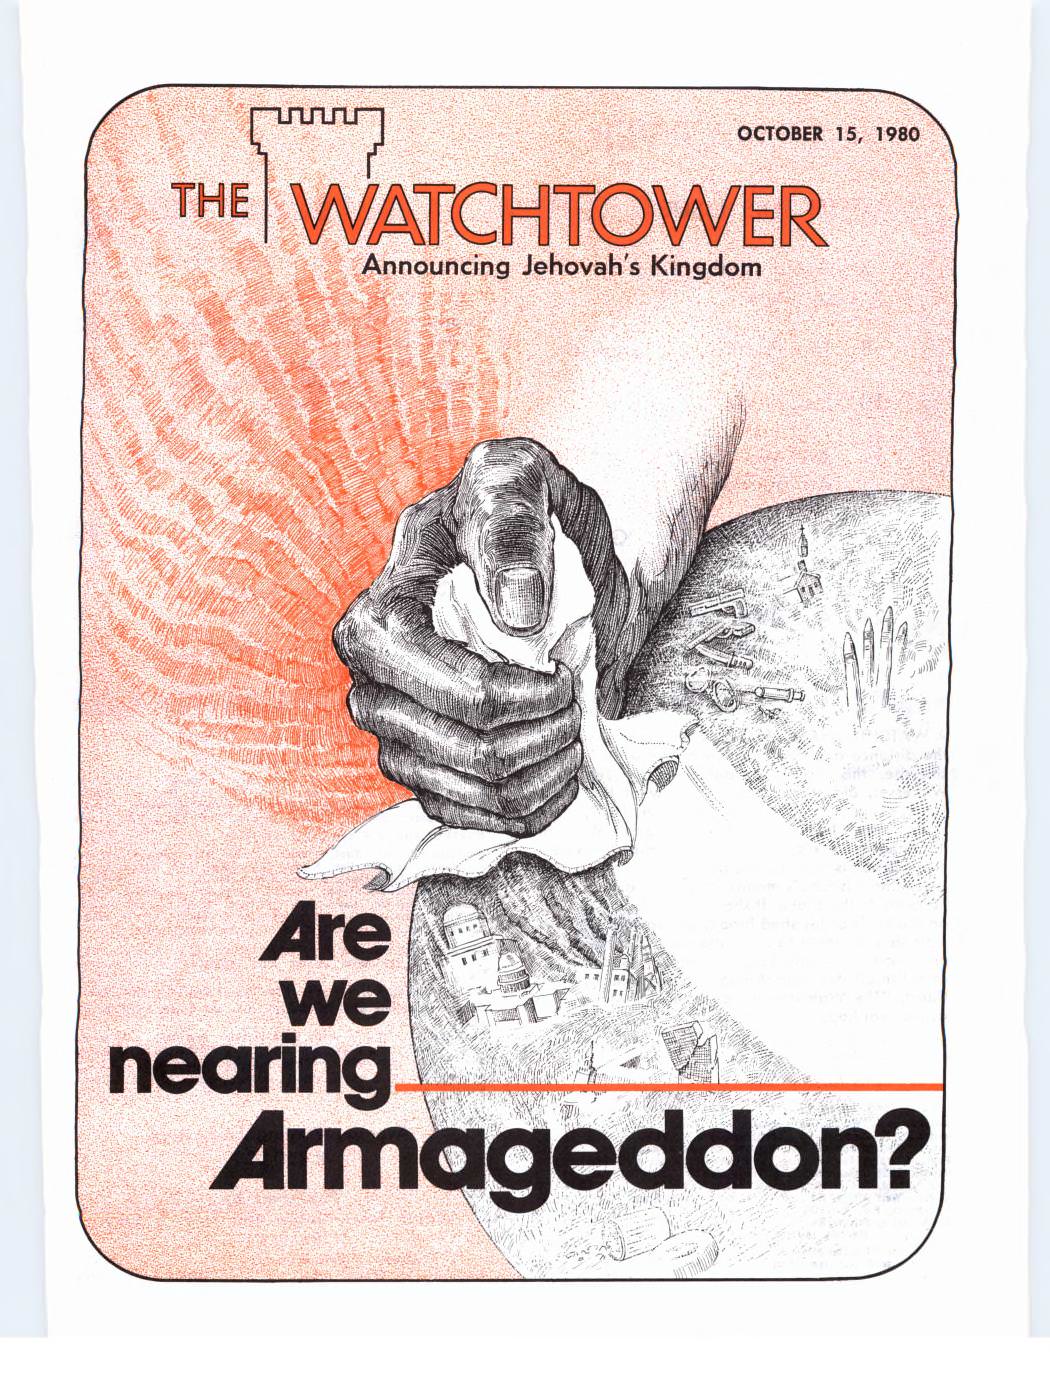 OCTOBER 15, 1980
THE WATCHTOWER
Announcing Jehovah's Kingdom
Are
we
nearing
Armageddon?